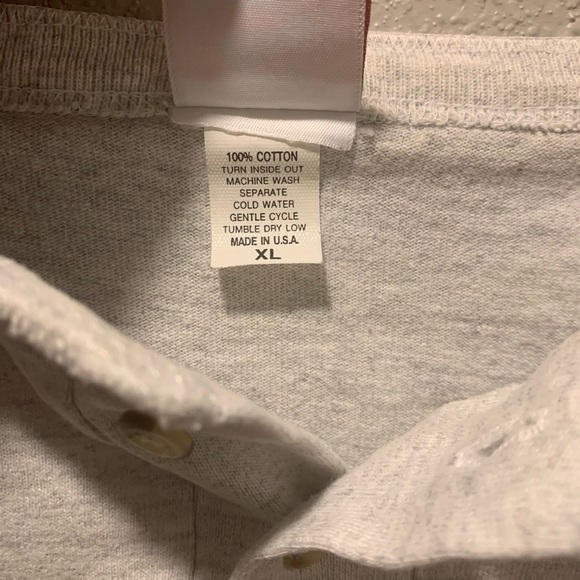 100% COTTON
TURN INSIDE OUT
MACHINE WASH
SEPARATE
COLD WATER
GENTLE CYCLE
TUMBLE DRY LOW
MADE IN U.S.A.
XL